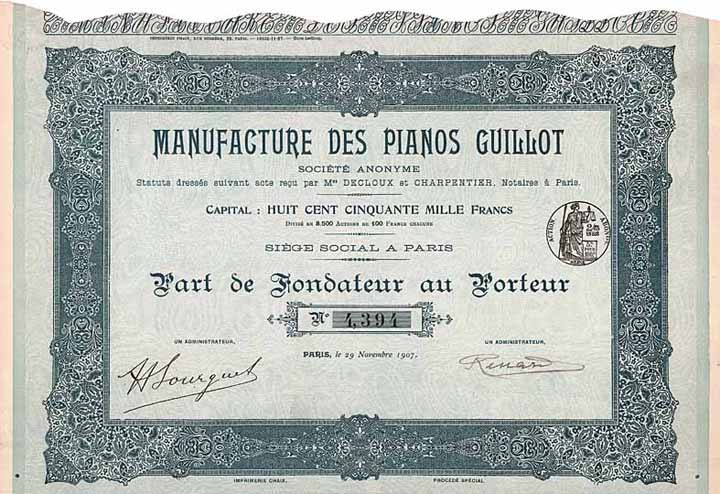 MANUFACTURE DES PIANOS GUILLOT
SOCIÉTÉ ANONYME
Statuts dressés suivant acte reçu par Mes DECLOUX et CHARPENTIER, Notaires à Paris.
CAPITAL : HUIT CENT CINQUANTE MILLE FRANCS
DIVISÉ EN 8.500 ACTIONS DE 100 FRANCS CHACUNE
SIÈGE SOCIAL A PARIS
Part de Fondateur au Porteur
No 4,394
UN ADMINISTRATEUR,
UN ADMINISTRATEUR,
PARIS, le 29 Novembre 1907.
Renard
IMPRIMERIE CHAIX.
PROCÉDÉ SPÉCIAL